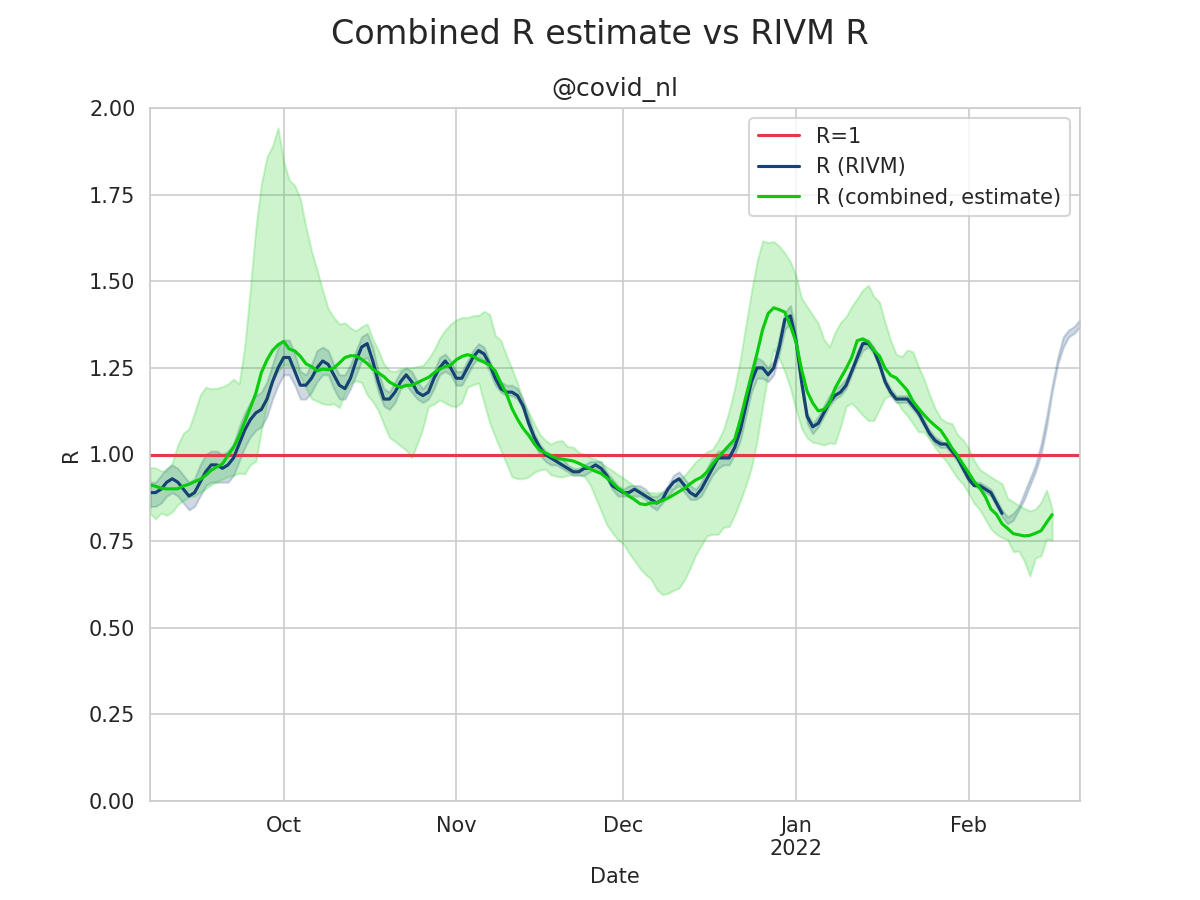 Combined R estimate vs RIVM R
@covid_nl
R=1
R (RIVM)
R (combined, estimate)
2.00
1.75
1.50
1.25
1.00
0.75
0.50
0.25
0.00
R
Oct
Nov
Dec
Jan
2022
Feb
Date